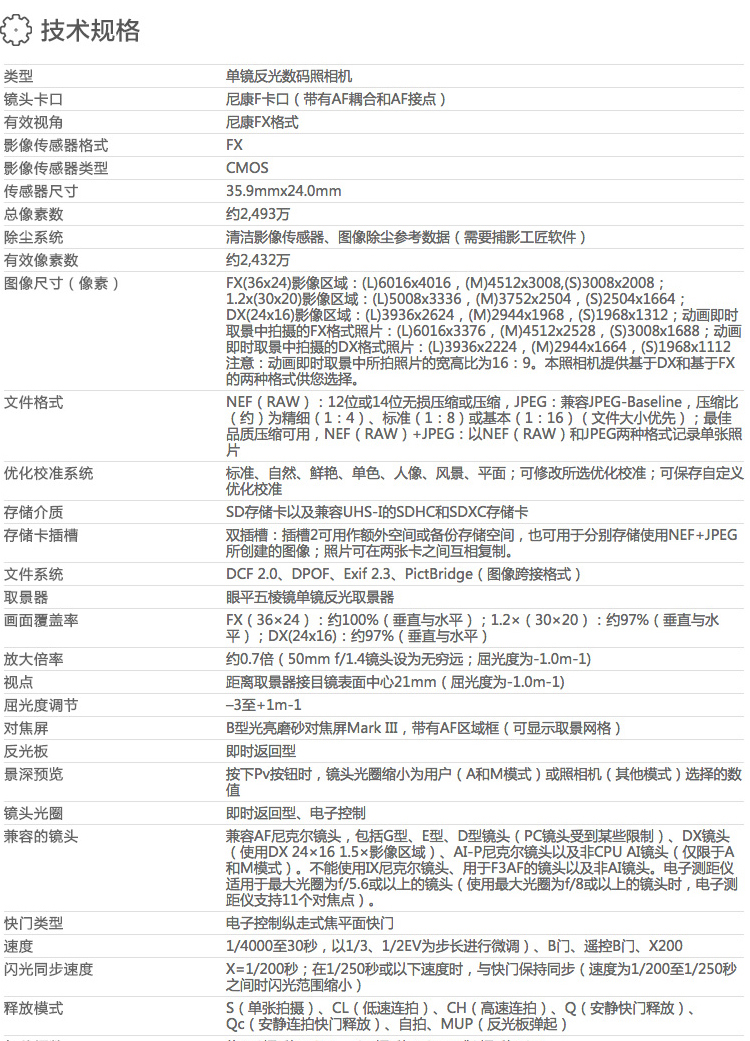 技术规格
类型 单镜反光数码照相机
镜头卡口 尼康F卡口（带有AF耦合和AF接点）
有效视角 尼康FX格式
影像传感器格式 FX
影像传感器类型 CMOS
传感器尺寸 35.9mmx24.0mm
总像素数 约2,493万
除尘系统 清洁影像传感器、图像除尘参考数据（需要捕影工匠软件）
有效像素数 约2,432万
图像尺寸（像素） FX(36x24)影像区域：(L)6016x4016，(M)4512x3008,(S)3008x2008；
1.2x(30x20)影像区域：(L)5008x3336，(M)3752x2504，(S)2504x1664；
DX(24x16)影像区域：(L)3936x2624，(M)2944x1968，(S)1968x1312；动画即时
取景中拍摄的FX格式照片：(L)6016x3376，(M)4512x2528，(S)3008x1688；动画
即时取景中拍摄的DX格式照片：(L)3936x2224，(M)2944x1664，(S)1968x1112
注意：动画即时取景中所拍照片的宽高比为16：9。本照相机提供基于DX和基于FX
的两种格式供您选择。
文件格式 NEF（RAW）：12位或14位无损压缩或压缩，JPEG：兼容JPEG-Baseline，压缩比
（约）为精细（1：4）、标准（1：8）或基本（1：16）（文件大小优先）；最佳
品质压缩可用，NEF（RAW）+JPEG：以NEF（RAW）和JPEG两种格式记录单张照
片
优化校准系统 标准、自然、鲜艳、单色、人像、风景、平面；可修改所选优化校准；可保存自定义
优化校准
存储介质 SD存储卡以及兼容UHS-I的SDHC和SDXC存储卡
存储卡插槽 双插槽：插槽2可用作额外空间或备份存储空间，也可用于分别存储使用NEF+JPEG
所创建的图像；照片可在两张卡之间互相复制。
文件系统 DCF 2.0、DPOF、Exif 2.3、PictBridge（图像跨接格式）
取景器 眼平五棱镜单镜反光取景器
画面覆盖率 FX（36×24）：约100%（垂直与水平）；1.2×（30×20）：约97%（垂直与水
平）；DX(24x16)：约97%（垂直与水平）
放大倍率 约0.7倍（50mm f/1.4镜头设为无穷远；屈光度为-1.0m-1)
视点 距离取景器接目镜表面中心21mm（屈光度为-1.0m-1)
屈光度调节 –3至+1m-1
对焦屏 B型光亮磨砂对焦屏Mark III，带有AF区域框（可显示取景网格）
反光板 即时返回型
景深预览 按下Pv按钮时，镜头光圈缩小为用户（A和M模式）或照相机（其他模式）选择的数
值
镜头光圈 即时返回型、电子控制
兼容的镜头 兼容AF尼克尔镜头，包括G型、E型、D型镜头（PC镜头受到某些限制）、DX镜头
（使用DX 24×16 1.5×影像区域）、AI-P尼克尔镜头以及非CPU AI镜头（仅限于A
和M模式）。不能使用IX尼克尔镜头、用于F3AF的镜头以及非AI镜头。电子测距仪
适用于最大光圈为f/5.6或以上的镜头（使用最大光圈为f/8或以上的镜头时，电子测
距仪支持11个对焦点）。
快门类型 电子控制纵走式焦平面快门
速度 1/4000至30秒，以1/3、1/2EV为步长进行微调）、B门、遥控B门、X200
闪光同步速度 X=1/200秒；在1/250秒或以下速度时，与快门保持同步（速度为1/200至1/250秒
之间时闪光范围缩小）
释放模式 S（单张拍摄）、CL（低速连拍）、CH（高速连拍）、Q（安静快门释放）、
Qc（安静连拍快门释放）、自拍、MUP（反光板弹起）